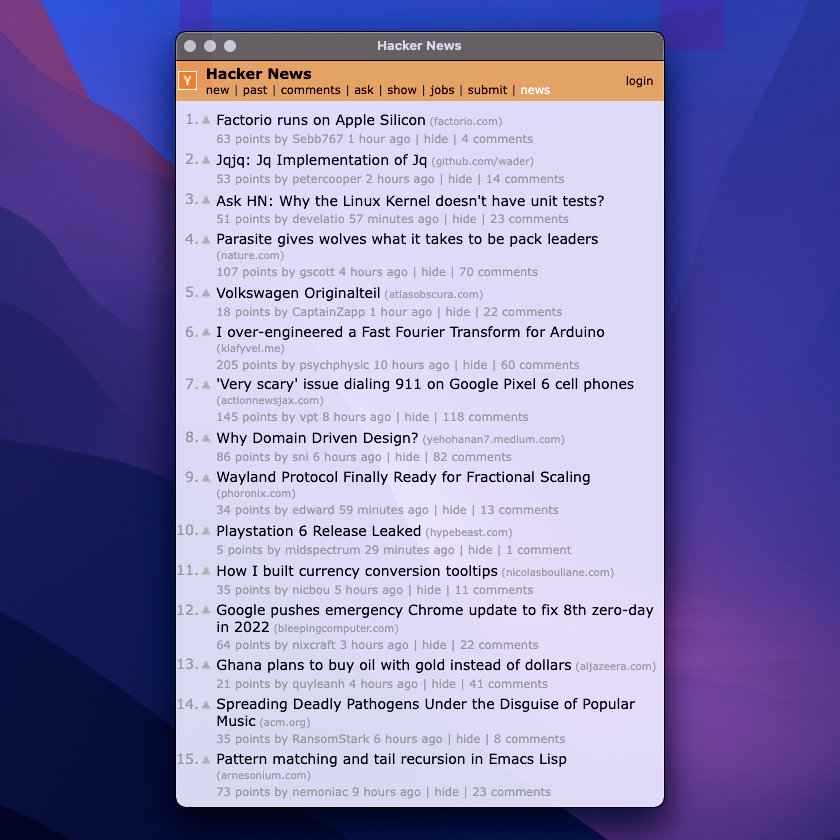 Hacker News
Y
Hacker News
new | past | comments | ask | show | jobs | submit | news
login
1. Factorio runs on Apple Silicon (factorio.com)
63 points by Sebb767 1 hour ago | hide | 4 comments
2. Jqjq: Jq Implementation of Jq (github.com/wader)
53 points by petercooper 2 hours ago | hide | 14 comments
3. Ask HN: Why the Linux Kernel doesn't have unit tests?
51 points by develatio 57 minutes ago | hide | 23 comments
4. Parasite gives wolves what it takes to be pack leaders
(nature.com)
107 points by gscott 4 hours ago | hide | 70 comments
5. Volkswagen Originalteil (atlasobscura.com)
18 points by CaptainZapp 1 hour ago | hide | 22 comments
6. I over-engineered a Fast Fourier Transform for Arduino
(klafyvel.me)
205 points by psychphysic 10 hours ago | hide | 60 comments
7. 'Very scary' issue dialing 911 on Google Pixel 6 cell phones
(actionnewsjax.com)
145 points by vpt 8 hours ago | hide | 118 comments
8. Why Domain Driven Design? (yehohanan7.medium.com)
86 points by sni 6 hours ago | hide | 82 comments
9. Wayland Protocol Finally Ready for Fractional Scaling
(phoronix.com)
34 points by edward 59 minutes ago | hide | 13 comments
10. Playstation 6 Release Leaked (hypebeast.com)
5 points by midspectrum 29 minutes ago | hide | 1 comment
11. How I built currency conversion tooltips (nicolasbouliane.com)
35 points by nicbou 5 hours ago | hide | 11 comments
12. Google pushes emergency Chrome update to fix 8th zero-day
in 2022 (bleepingcomputer.com)
64 points by nixcraft 3 hours ago | hide | 22 comments
13. Ghana plans to buy oil with gold instead of dollars (aljazeera.com)
21 points by quyleanh 4 hours ago | hide | 41 comments
14. Spreading Deadly Pathogens Under the Disguise of Popular
Music (acm.org)
35 points by RansomStark 6 hours ago | hide | 8 comments
15. Pattern matching and tail recursion in Emacs Lisp
(arnesonium.com)
73 points by nemoniac 9 hours ago | hide | 23 comments